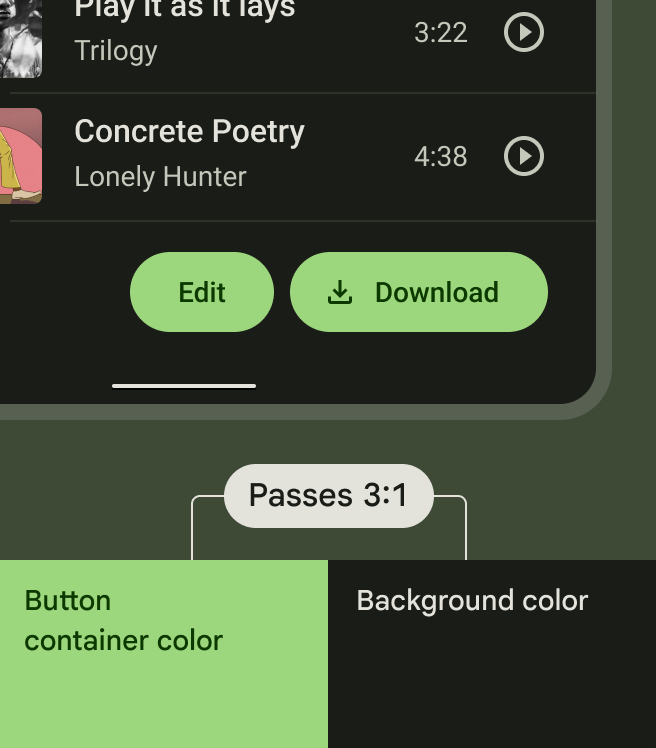 Play it as it lays
3:22
Trilogy
Concrete Poetry
4:38
Lonely Hunter
Edit
Download
Passes 3:1
Button
container color
Background color